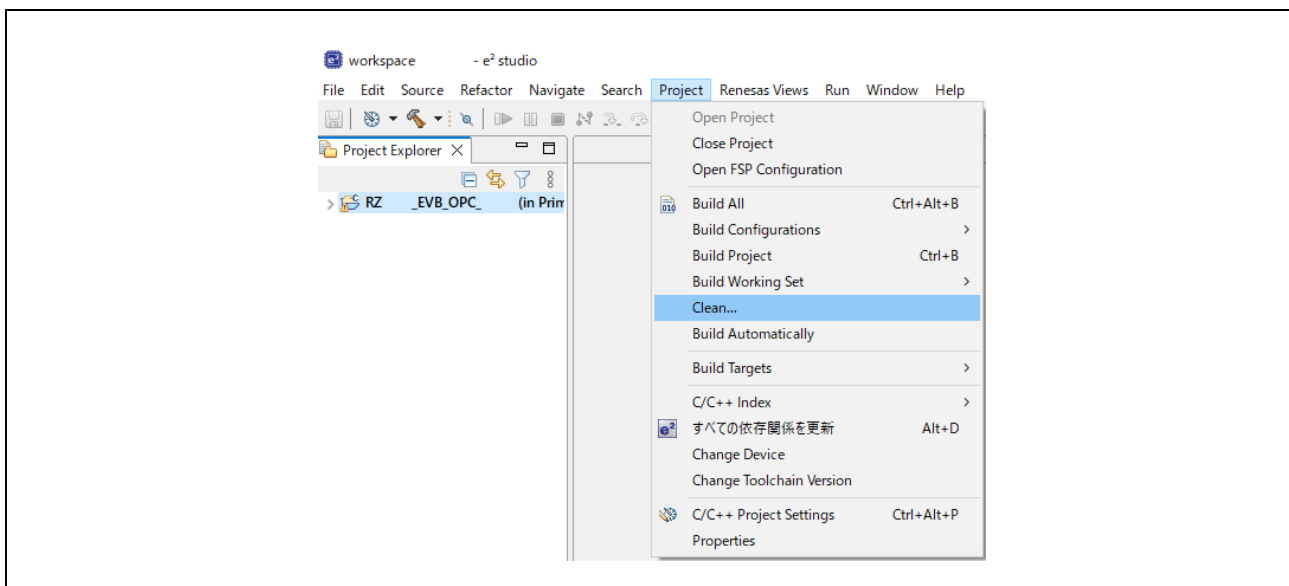 workspace - e² studio
File Edit Source Refactor Navigate Search Project Renesas Views Run Window Help
Project Explorer
RZ _EVB_OPC_ (in Prim
Open Project
Close Project
Open FSP Configuration
Build All Ctrl+Alt+B
Build Configurations
Build Project Ctrl+B
Build Working Set
Clean...
Build Automatically
Build Targets
C/C++ Index
すべての依存関係を更新 Alt+D
Change Device
Change Toolchain Version
C/C++ Project Settings Ctrl+Alt+P
Properties